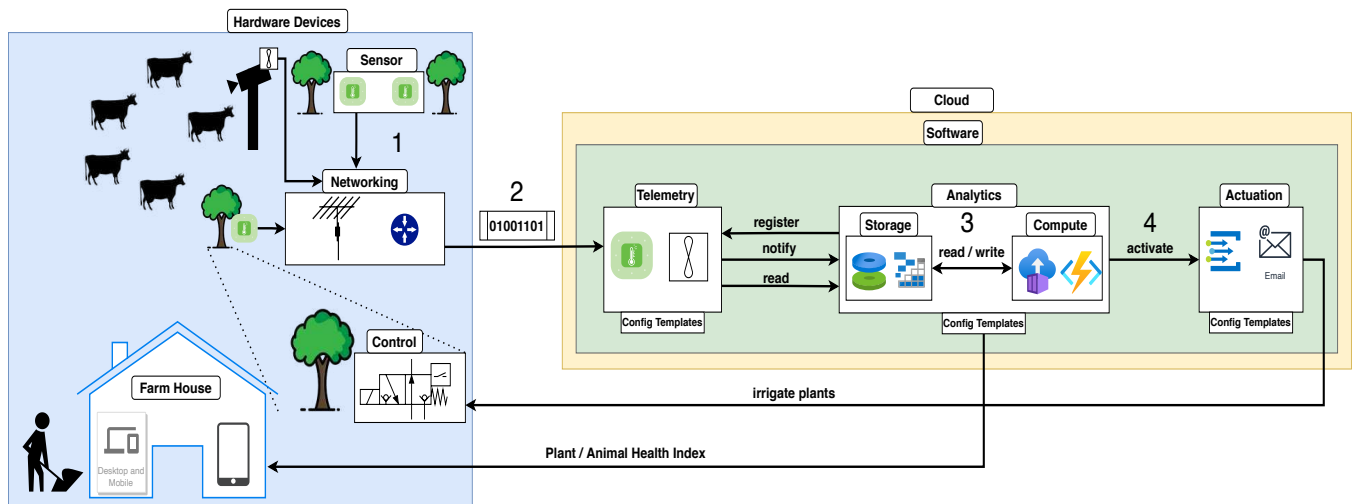 Hardware Devices
Sensor
1
Networking
2
01001101
Cloud
Software
Telemetry
register
notify
read
Analytics
Storage
3
read / write
Compute
4
activate
Actuation
@
Email
Config Templates
Config Templates
Config Templates
Control
Farm House
Desktop and
Mobile
irrigate plants
Plant / Animal Health Index